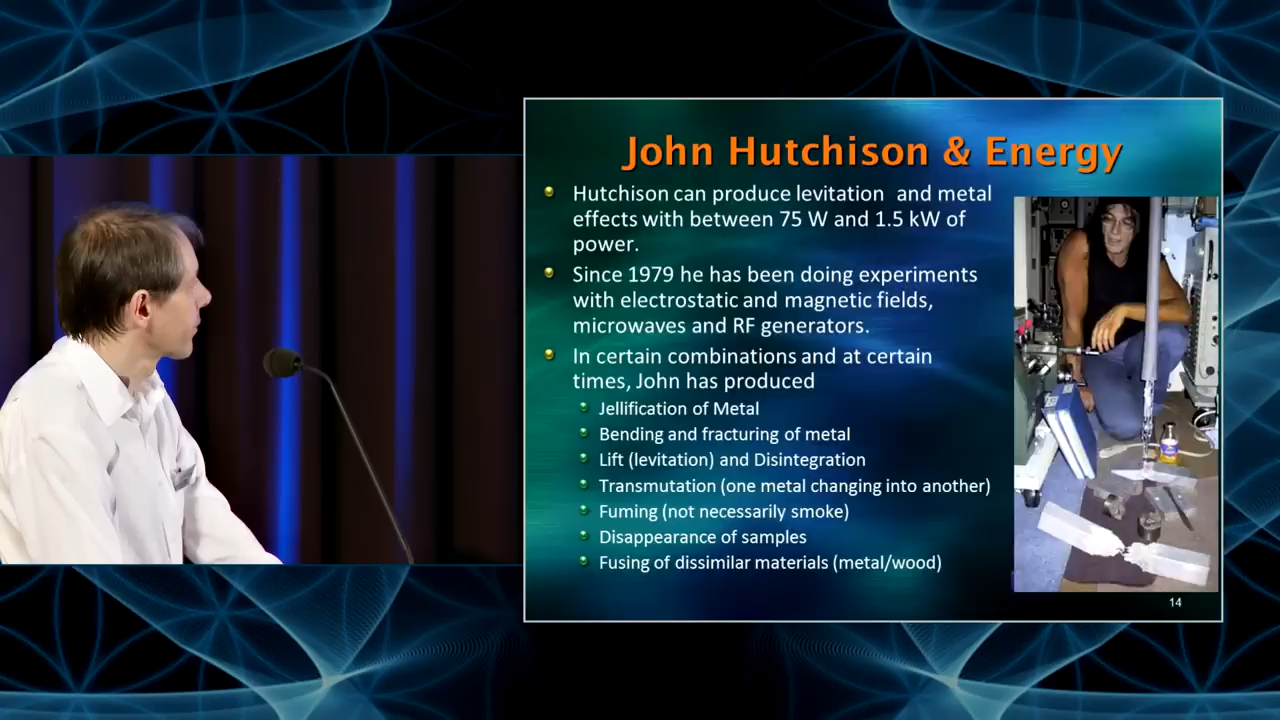 John Hutchison & Energy
Hutchison can produce levitation and metal
effects with between 75 W and 1.5 kW of
power.
Since 1979 he has been doing experiments
with electrostatic and magnetic fields,
microwaves and RF generators.
In certain combinations and at certain
times, John has produced
Jellification of Metal
Bending and fracturing of metal
Lift (levitation) and Disintegration
Transmutation (one metal changing into another)
Fuming (not necessarily smoke)
Disappearance of samples
Fusing of dissimilar materials (metal/wood)
14